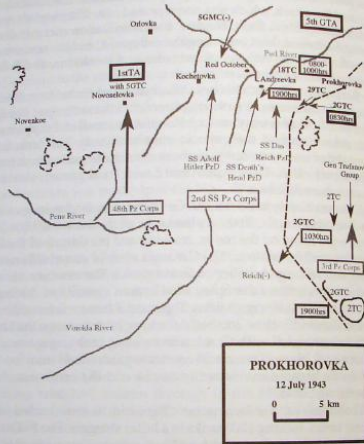 Orlovka
5GMC(-)
5th GTA
1stTA
with 5GTC
Red October
Psel River
18TC
0800-
1000hrs
Kochetovka
Andreevka
Prokhorovka
1900hrs
29TC
Novoselovka
2GTC
0830hrs
Novenkoe
SS Adolf
Hitler PzD
SS Death's
Head PzD
SS Das
Reich PzD
Gen Trufanov
Group
2TC
48th Pz Corps
2nd SS Pz Corps
Pene River
2GTC
1030hrs
3rd Pz Corps
Reich(-)
2GTC
2TC
1900hrs
Vorskla River
PROKHOROVKA
12 July 1943
0 5 km